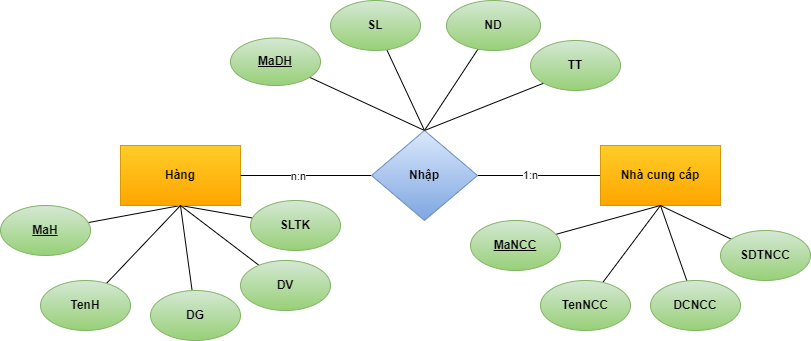 SL
ND
MaDH
TT
Hàng
n:n
Nhập
1:n
Nhà cung cấp
MaH
SLTK
MaNCC
SDTNCC
TenH
DG
DV
TenNCC
DCNCC